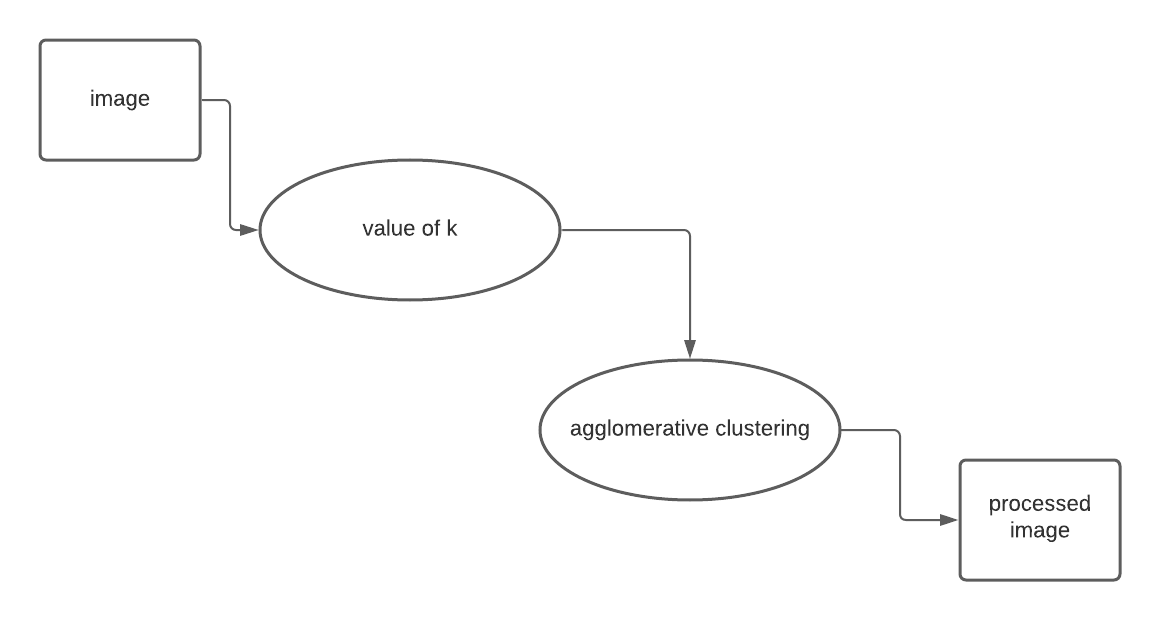 image
value of k
agglomerative clustering
processed
image